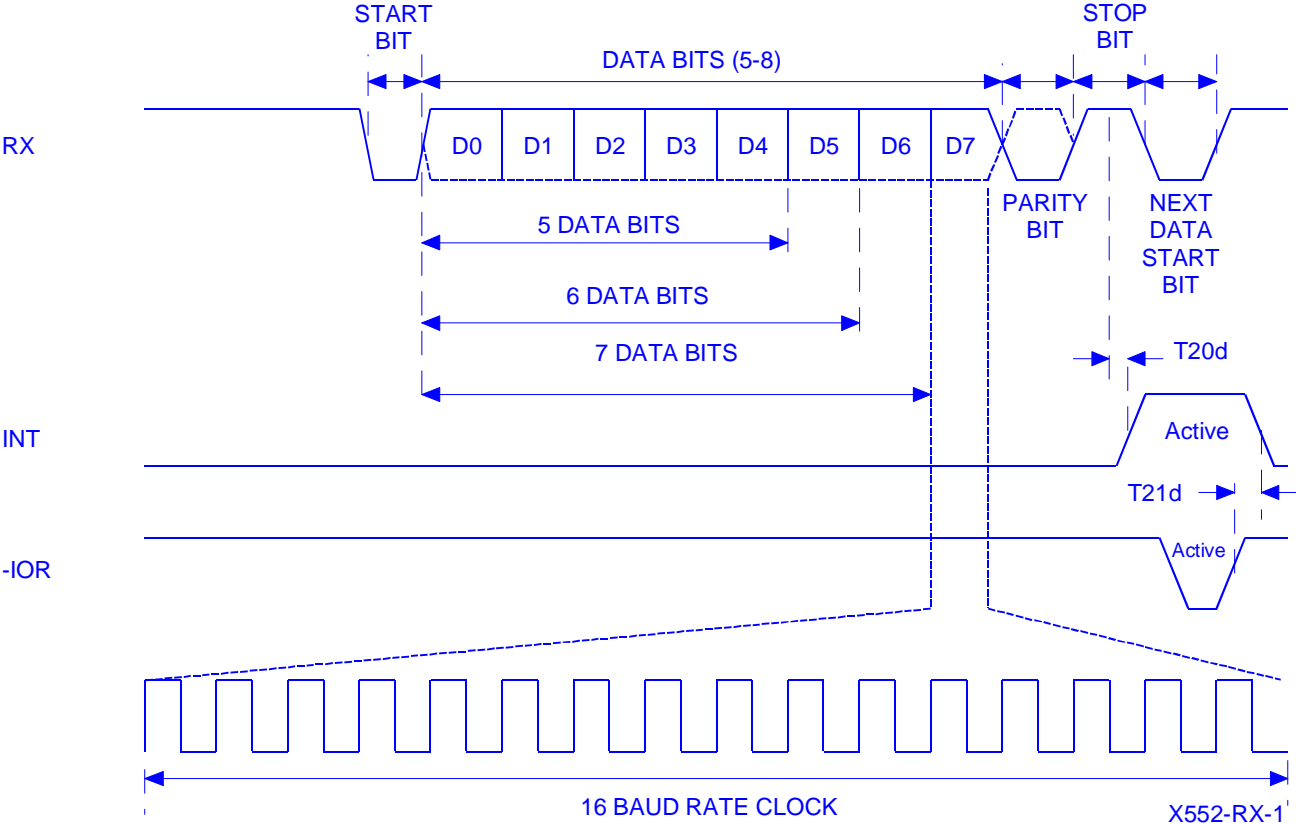 START
BIT
STOP
BIT
DATA BITS (5-8)
RX
D0 D1 D2 D3 D4 D5 D6 D7
PARITY
BIT
NEXT
DATA
START
BIT
5 DATA BITS
6 DATA BITS
7 DATA BITS
T20d
INT
Active
T21d
-IOR
Active
16 BAUD RATE CLOCK
X552-RX-1